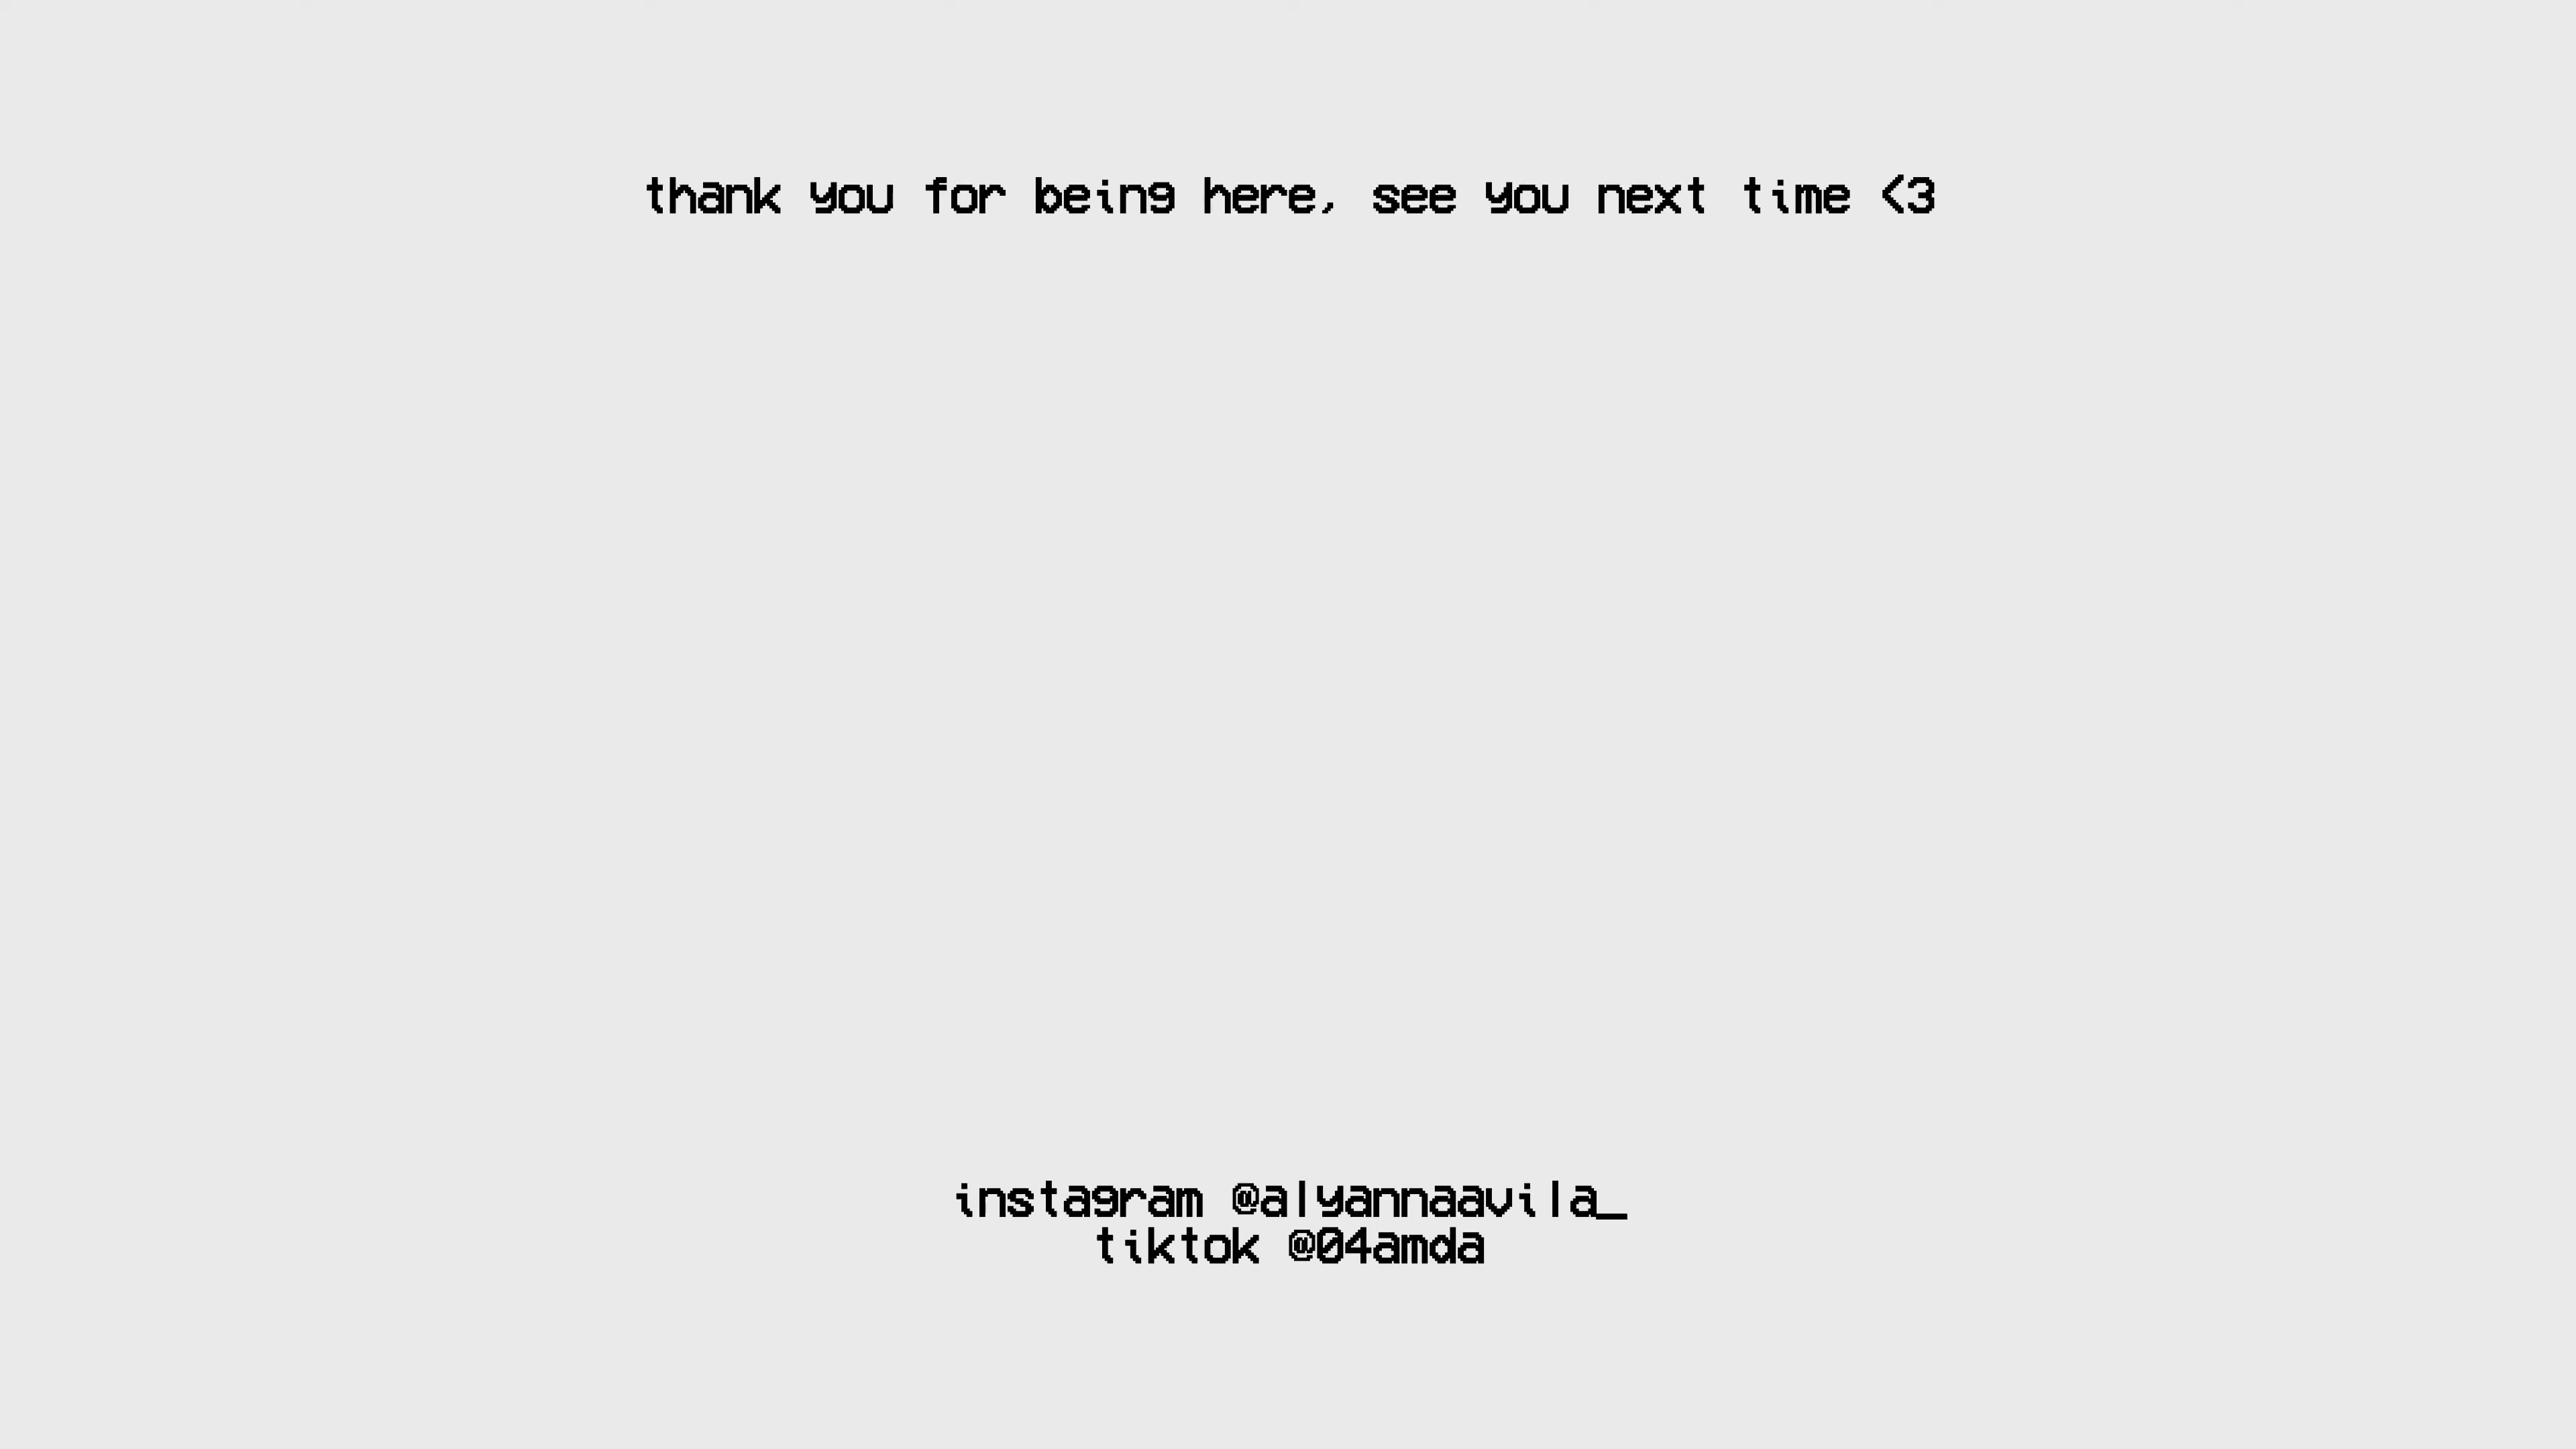 thank you for being here, see you next time <3
instagram @alyannaavila_
tiktok @04amda